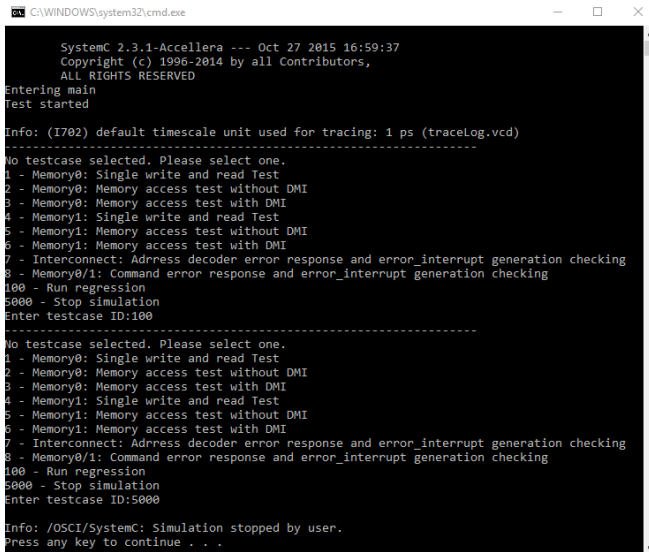 C:\WINDOWS\system32\cmd.exe
SystemC 2.3.1-Accellera --- Oct 27 2015 16:59:37
Copyright (c) 1996-2014 by all Contributors,
ALL RIGHTS RESERVED
Entering main
Test started
Info: (I702) default timescale unit used for tracing: 1 ps (traceLog.vcd)
-------------------------------------------------------------------
No testcase selected. Please select one.
1 - Memory0: Single write and read Test
2 - Memory0: Memory access test without DMI
3 - Memory0: Memory access test with DMI
4 - Memory1: Single write and read Test
5 - Memory1: Memory access test without DMI
6 - Memory1: Memory access test with DMI
7 - Interconnect: Adrress decoder error response and error_interrupt generation checking
8 - Memory0/1: Command error response and error_interrupt generation checking
100 - Run regression
5000 - Stop simulation
Enter testcase ID:100
-------------------------------------------------------------------
No testcase selected. Please select one.
1 - Memory0: Single write and read Test
2 - Memory0: Memory access test without DMI
3 - Memory0: Memory access test with DMI
4 - Memory1: Single write and read Test
5 - Memory1: Memory access test without DMI
6 - Memory1: Memory access test with DMI
7 - Interconnect: Adrress decoder error response and error_interrupt generation checking
8 - Memory0/1: Command error response and error_interrupt generation checking
100 - Run regression
5000 - Stop simulation
Enter testcase ID:5000
Info: /OSCI/SystemC: Simulation stopped by user.
Press any key to continue . . .